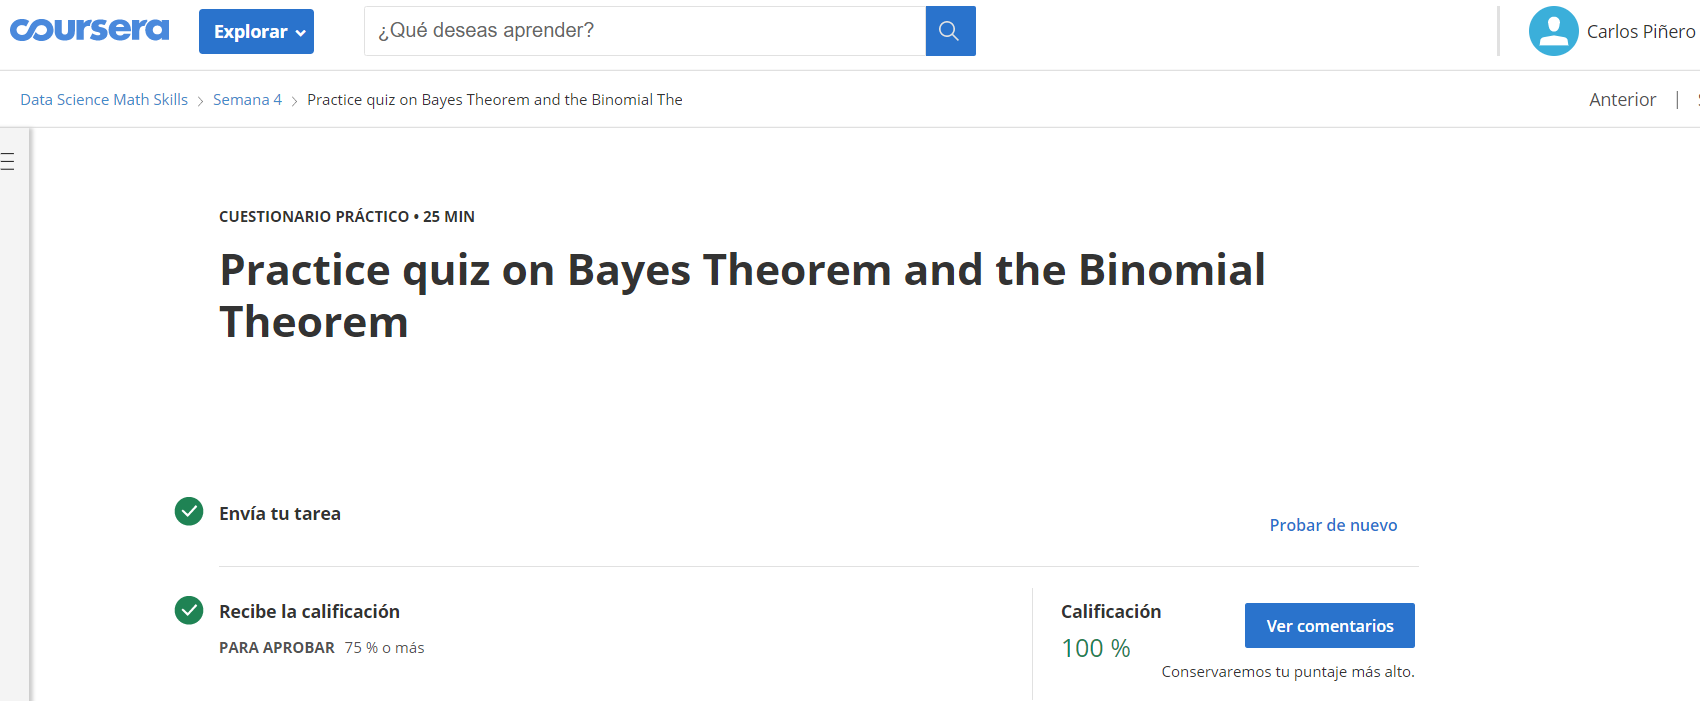 coursera Explorar ¿Qué deseas aprender? Carlos Piñero
Data Science Math Skills > Semana 4 > Practice quiz on Bayes Theorem and the Binomial The Anterior |
CUESTIONARIO PRÁCTICO • 25 MIN
Practice quiz on Bayes Theorem and the Binomial
Theorem
Envía tu tarea
Probar de nuevo
Recibe la calificación
PARA APROBAR 75 % o más
Calificación
100 %
Ver comentarios
Conservaremos tu puntaje más alto.